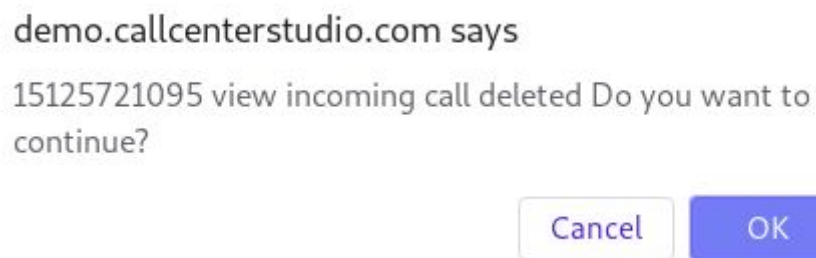 demo.callcenterstudio.com says
15125721095 view incoming call deleted Do you want to
continue?
Cancel OK